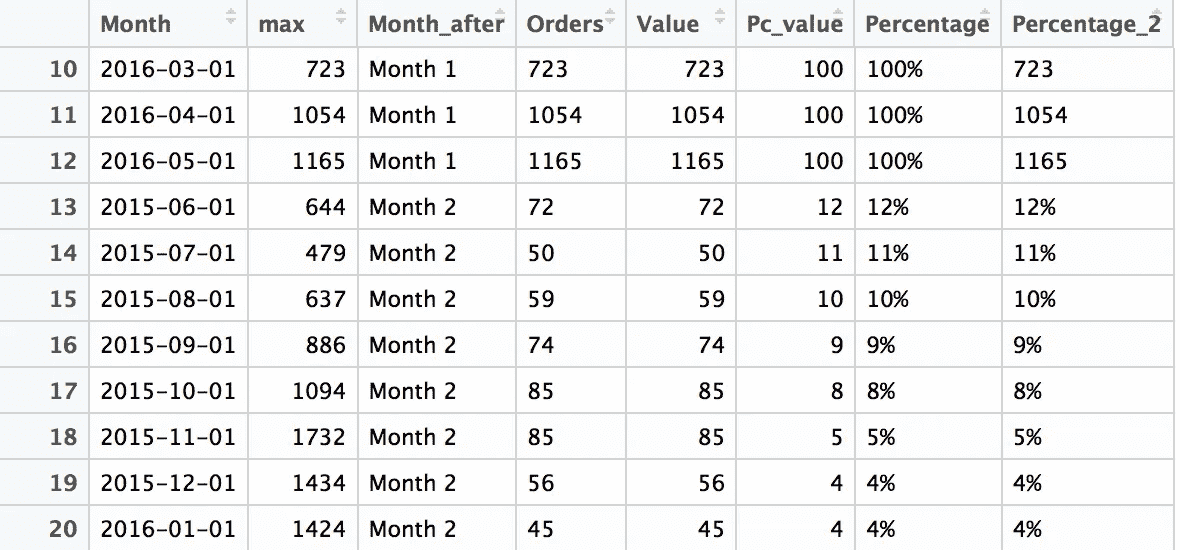 Month max Month_after Orders Value Pc_value Percentage Percentage_2
10 2016-03-01 723 Month 1 723 723 100 100% 723
11 2016-04-01 1054 Month 1 1054 1054 100 100% 1054
12 2016-05-01 1165 Month 1 1165 1165 100 100% 1165
13 2015-06-01 644 Month 2 72 72 12 12% 12%
14 2015-07-01 479 Month 2 50 50 11 11% 11%
15 2015-08-01 637 Month 2 59 59 10 10% 10%
16 2015-09-01 886 Month 2 74 74 9 9% 9%
17 2015-10-01 1094 Month 2 85 85 8 8% 8%
18 2015-11-01 1732 Month 2 85 85 5 5% 5%
19 2015-12-01 1434 Month 2 56 56 4 4% 4%
20 2016-01-01 1424 Month 2 45 45 4 4% 4%